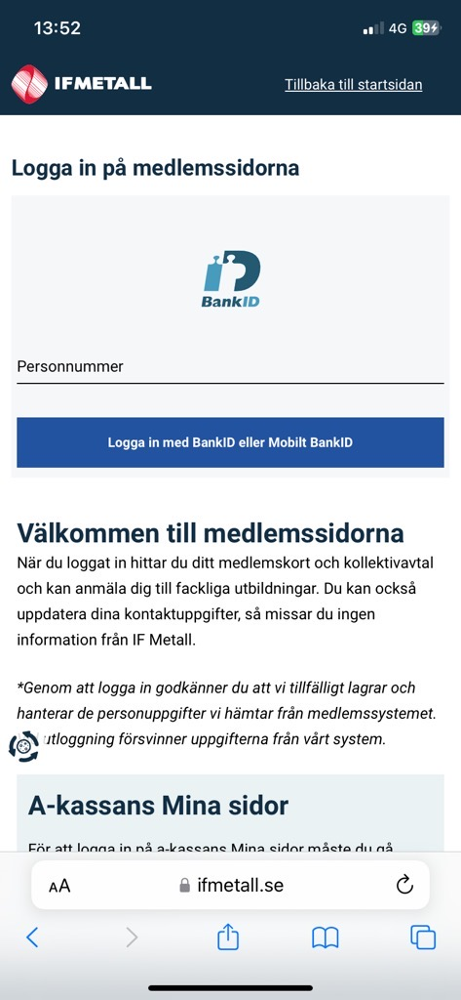 13:52
4G
39
IFMETALL
Tillbaka till startsidan
Logga in på medlemssidorna
BankID
Personnummer
Logga in med BankID eller Mobilt BankID
Välkommen till medlemssidorna
När du loggat in hittar du ditt medlemskort och kollektivavtal
och kan anmäla dig till fackliga utbildningar. Du kan också
uppdatera dina kontaktuppgifter, så missar du ingen
information från IF Metall.
*Genom att logga in godkänner du att vi tillfälligt lagrar och
hanterar de personuppgifter vi hämtar från medlemssystemet.
utloggning försvinner uppgifterna från vårt system.
A-kassans Mina sidor
För att logga in på a-kassans Mina sidor måste du gå
AA
ifmetall.se